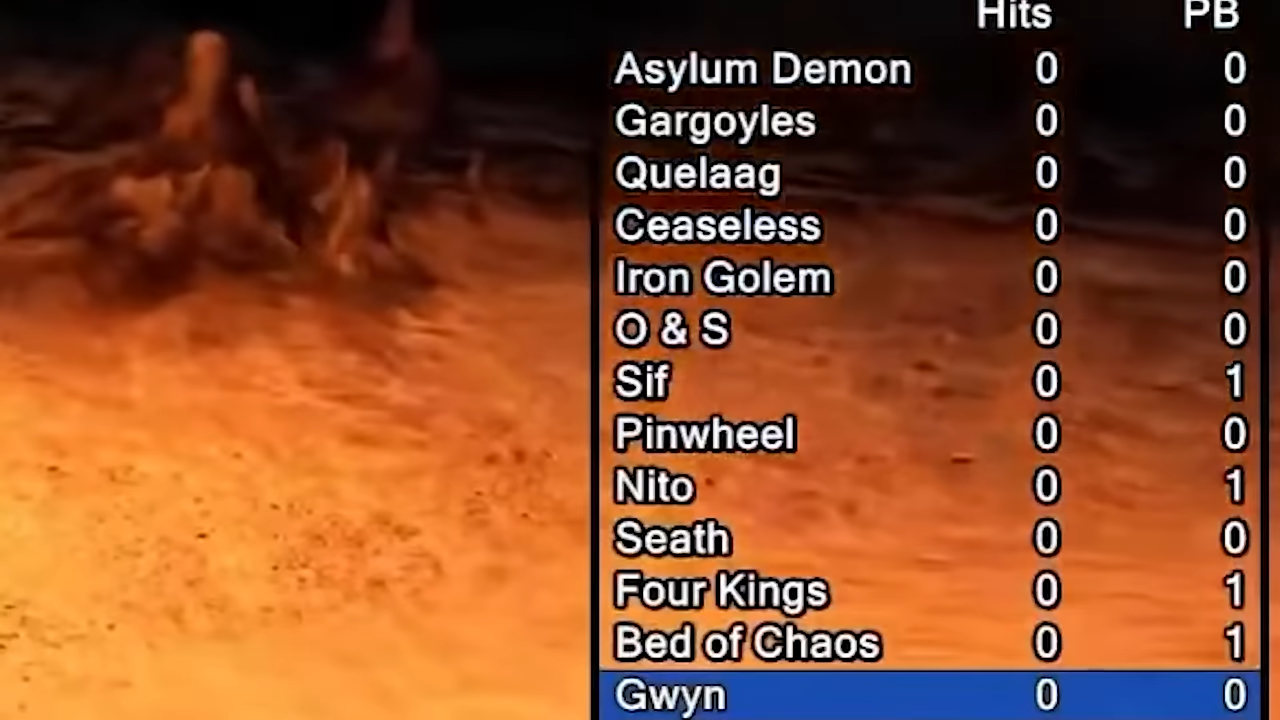 Hits PB
Asylum Demon 0 0
Gargoyles 0 0
Quelaag 0 0
Ceaseless 0 0
Iron Golem 0 0
O & S 0 0
Sif 0 1
Pinwheel 0 0
Nito 0 1
Seath 0 0
Four Kings 0 1
Bed of Chaos 0 1
Gwyn 0 0